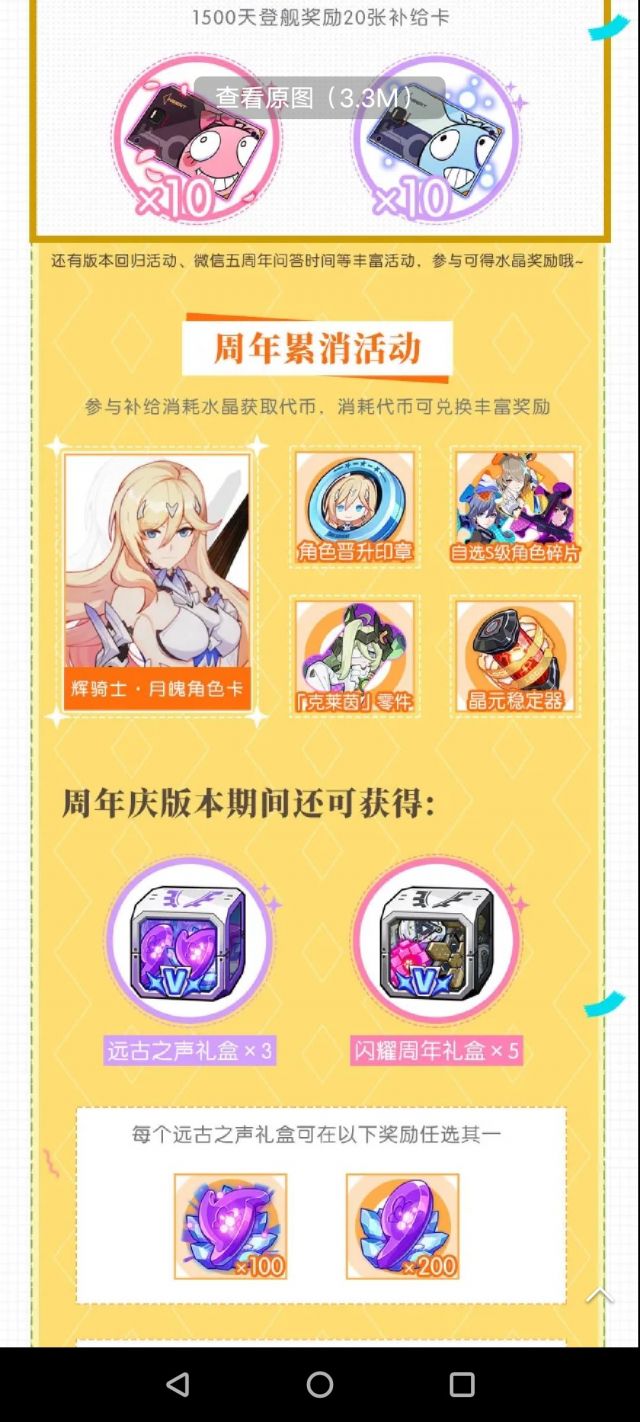 1500天登舰奖励20张补给卡
查看原图（3.3M）
×10
×10
还有版本回归活动、微信五周年问答时间等丰富活动，参与可得水晶奖励哦~
周年累消活动
参与补给消耗水晶获取代币，消耗代币可兑换丰富奖励
角色晋升印章
自选S级角色碎片
辉骑士·月魄角色卡
「克莱茵」零件
晶元稳定器
周年庆版本期间还可获得：
V
V
远古之声礼盒×3
闪耀周年礼盒×5
每个远古之声礼盒可在以下奖励任选其一
×100
×200